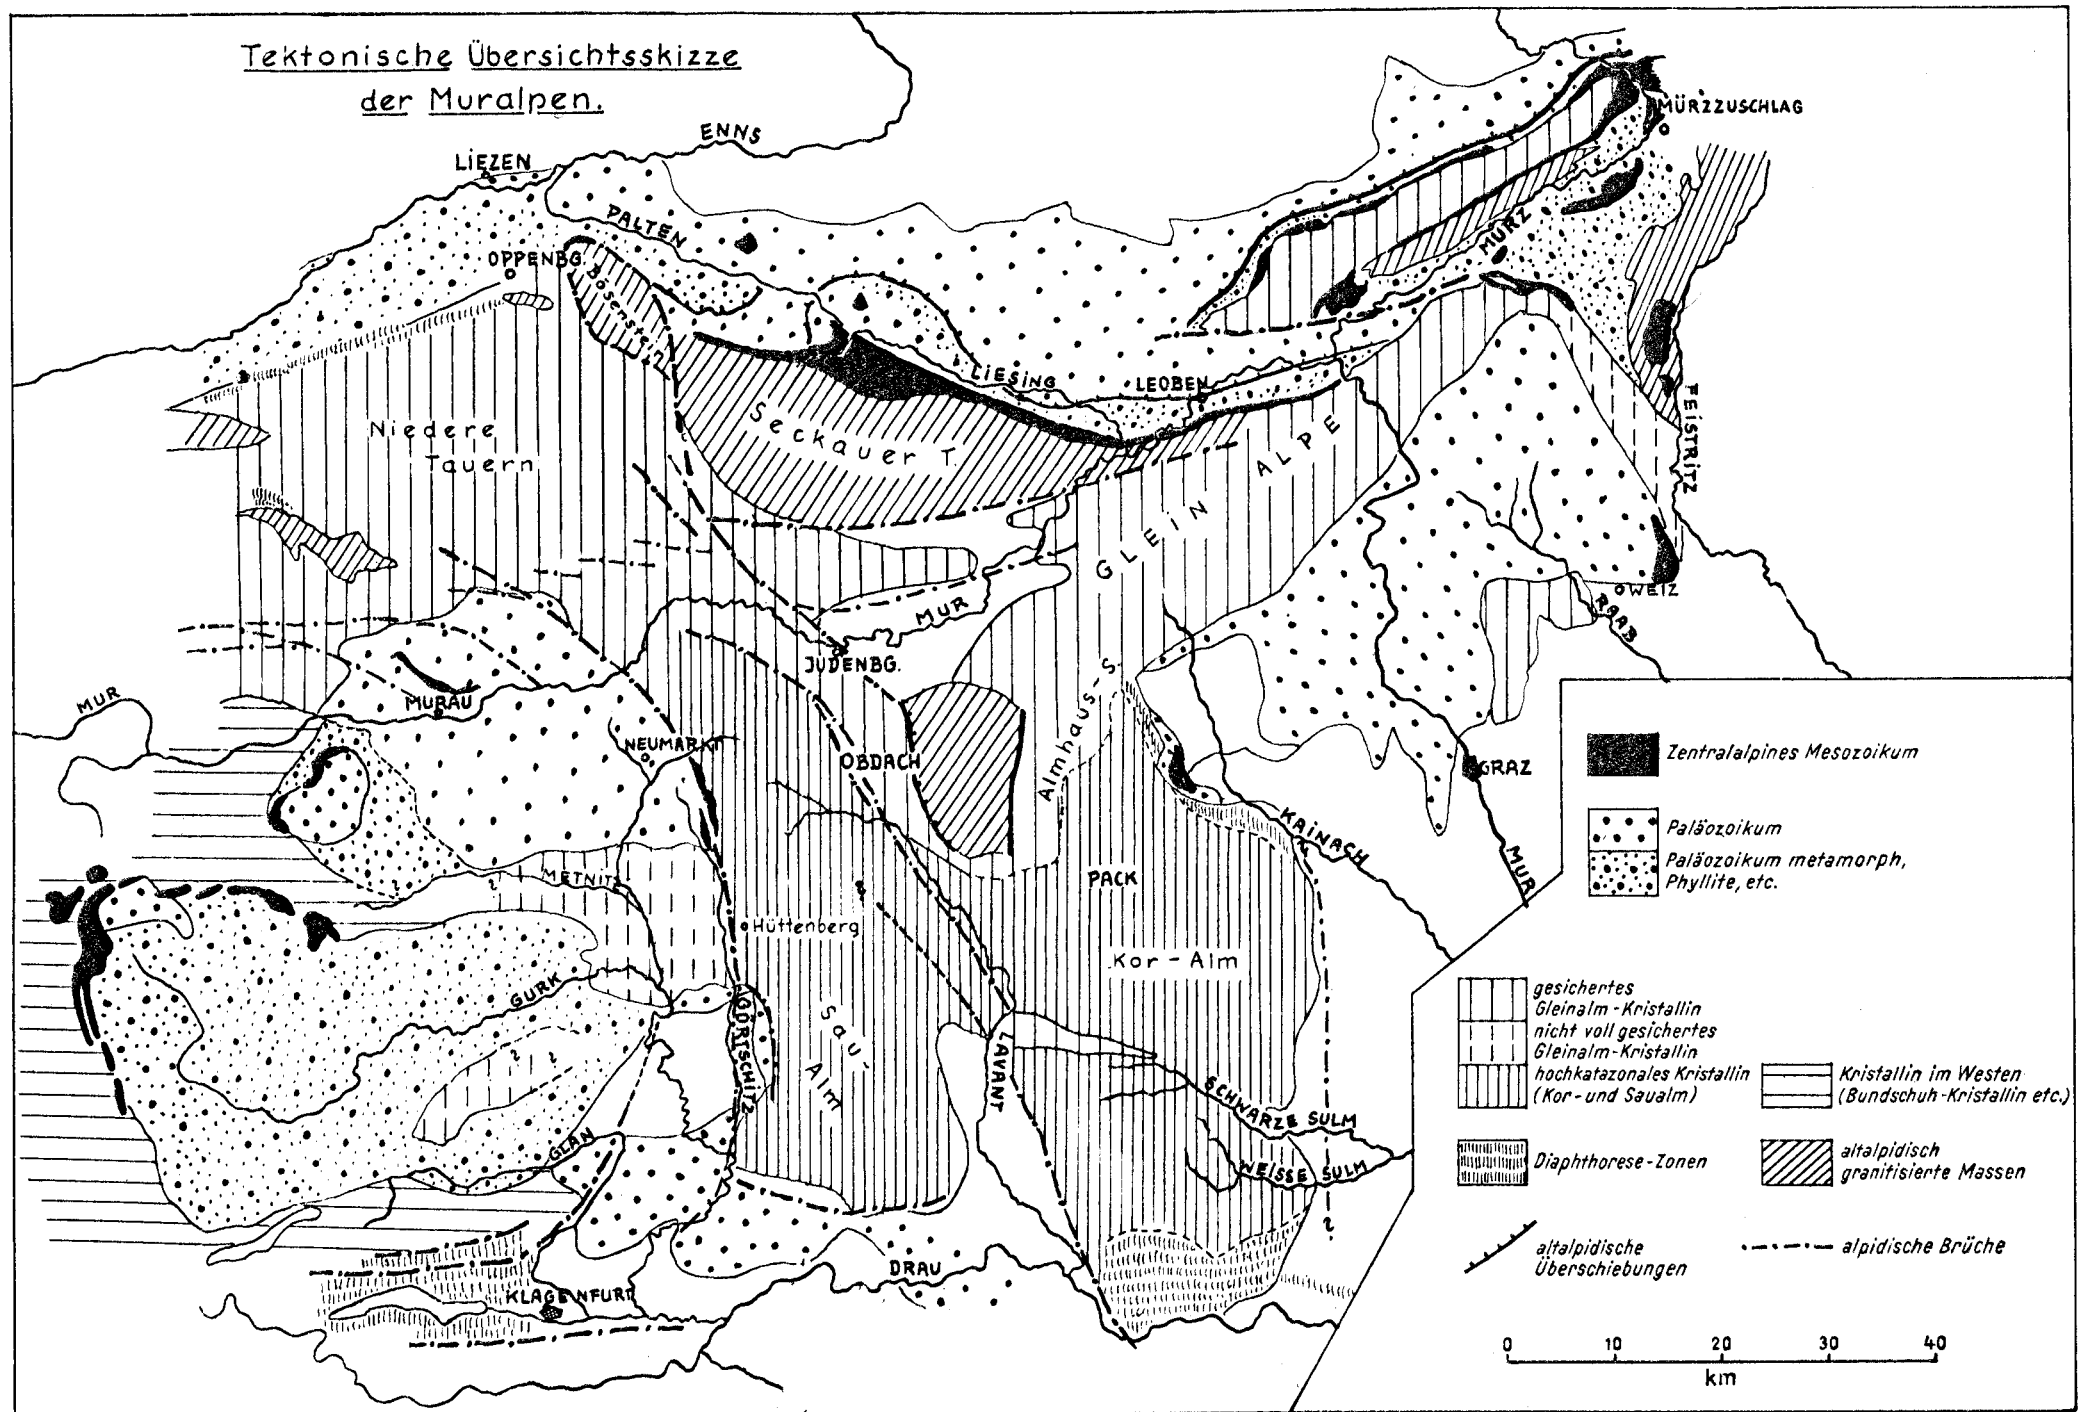 Tektonische Übersichtsskizze
der Muralpen.
ENNS
LIEZEN
MÜRZZUSCHLAG
PALTEN
OPPENBG.
Bösenstein
MÜRZ
LIESING
LEOBEN
Seckauer T.
Niedere
Tauern
GLEIN ALPE
FEISTRITZ
WEIZ
RAAB
MUR
JUDENBG.
MUR
MURAU
NEUMARKT
OBDACH
Almhaus-S.
GRAZ
KAINACH
MUR
METNITZ
PACK
Hüttenberg
Kor-Alm
GURK
GÖRTSCHITZ
Sau-
Alm
LAVANT
SCHWARZE SULM
WEISSE SULM
GLAN
DRAU
KLAGENFURT
Zentralalpines Mesozoikum
Paläozoikum
Paläozoikum metamorph,
Phyllite, etc.
gesichertes
Gleinalm-Kristallin
nicht voll gesichertes
Gleinalm-Kristallin
hochkatazonales Kristallin
(Kor- und Saualm)
Kristallin im Westen
(Bundschuh-Kristallin etc.)
Diaphthorese-Zonen
altalpidisch
granitisierte Massen
altalpidische
Überschiebungen
alpidische Brüche
0 10 20 30 40
km